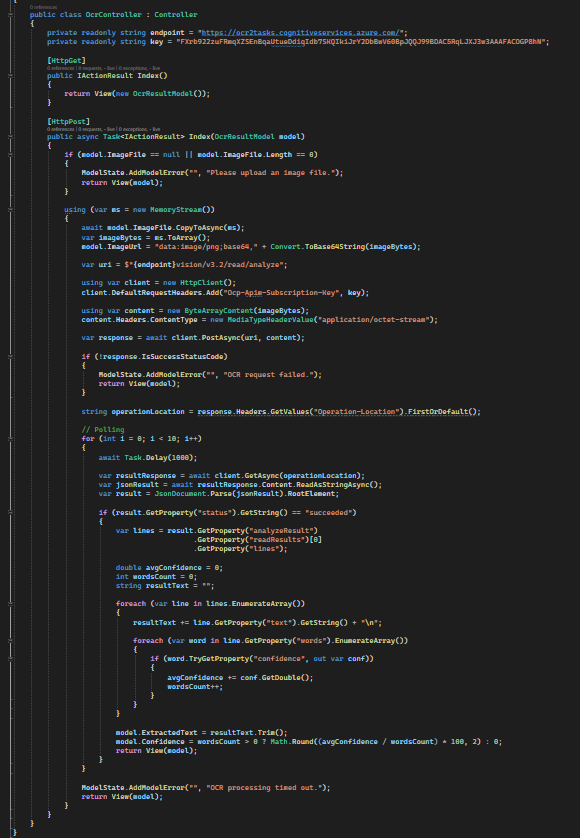 {
0 references
public class OcrController : Controller
{
private readonly string endpoint = "https://ocr2tasks.cognitiveservices.azure.com/";
private readonly string key = "";
[HttpGet]
0 references | 0 requests, - live | 0 exceptions, - live
public IActionResult Index()
{
return View(new OcrResultModel());
}
[HttpPost]
0 references | 0 requests, - live | 0 exceptions, - live
public async Task<IActionResult> Index(OcrResultModel model)
{
if (model.ImageFile == null || model.ImageFile.Length == 0)
{
ModelState.AddModelError("", "Please upload an image file.");
return View(model);
}
using (var ms = new MemoryStream())
{
await model.ImageFile.CopyToAsync(ms);
var imageBytes = ms.ToArray();
model.ImageUrl = "data:image/png;base64," + Convert.ToBase64String(imageBytes);
var uri = $"{endpoint}vision/v3.2/read/analyze";
using var client = new HttpClient();
client.DefaultRequestHeaders.Add("Ocp-Apim-Subscription-Key", key);
using var content = new ByteArrayContent(imageBytes);
content.Headers.ContentType = new MediaTypeHeaderValue("application/octet-stream");
var response = await client.PostAsync(uri, content);
if (!response.IsSuccessStatusCode)
{
ModelState.AddModelError("", "OCR request failed.");
return View(model);
}
string operationLocation = response.Headers.GetValues("Operation-Location").FirstOrDefault();
// Polling
for (int i = 0; i < 10; i++)
{
await Task.Delay(1000);
var resultResponse = await client.GetAsync(operationLocation);
var jsonResult = await resultResponse.Content.ReadAsStringAsync();
var result = JsonDocument.Parse(jsonResult).RootElement;
if (result.GetProperty("status").GetString() == "succeeded")
{
var lines = result.GetProperty("analyzeResult")
.GetProperty("readResults")[0]
.GetProperty("lines");
double avgConfidence = 0;
int wordsCount = 0;
string resultText = "";
foreach (var line in lines.EnumerateArray())
{
resultText += line.GetProperty("text").GetString() + "\n";
foreach (var word in line.GetProperty("words").EnumerateArray())
{
if (word.TryGetProperty("confidence", out var conf))
{
avgConfidence += conf.GetDouble();
wordsCount++;
}
}
}
model.ExtractedText = resultText.Trim();
model.Confidence = wordsCount > 0 ? Math.Round((avgConfidence / wordsCount) * 100, 2) : 0;
return View(model);
}
}
ModelState.AddModelError("", "OCR processing timed out.");
return View(model);
}
}
}
}